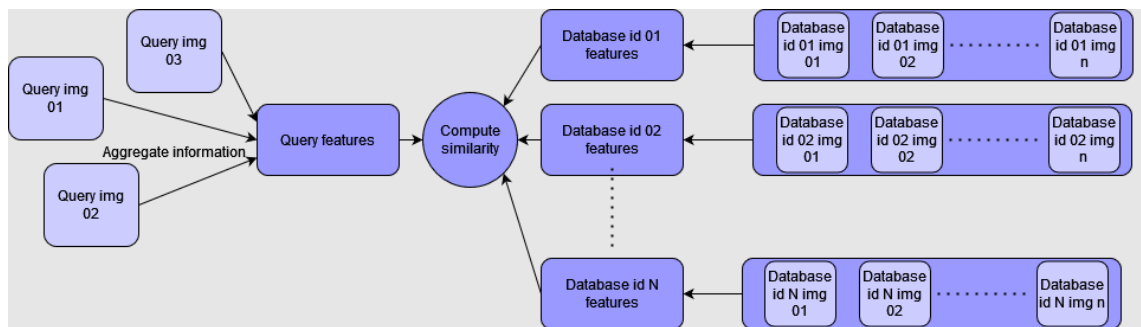 Query img
03
Query img
01
Aggregate information
Query img
02
Query features
Compute
similarity
Database id 01
features
Database
id 01 img
01
Database
id 01 img
02
Database
id 01 img
n
Database id 02
features
Database
id 02 img
01
Database
id 02 img
02
Database
id 02 img
n
Database id N
features
Database
id N img
01
Database
id N img
02
Database
id N img n